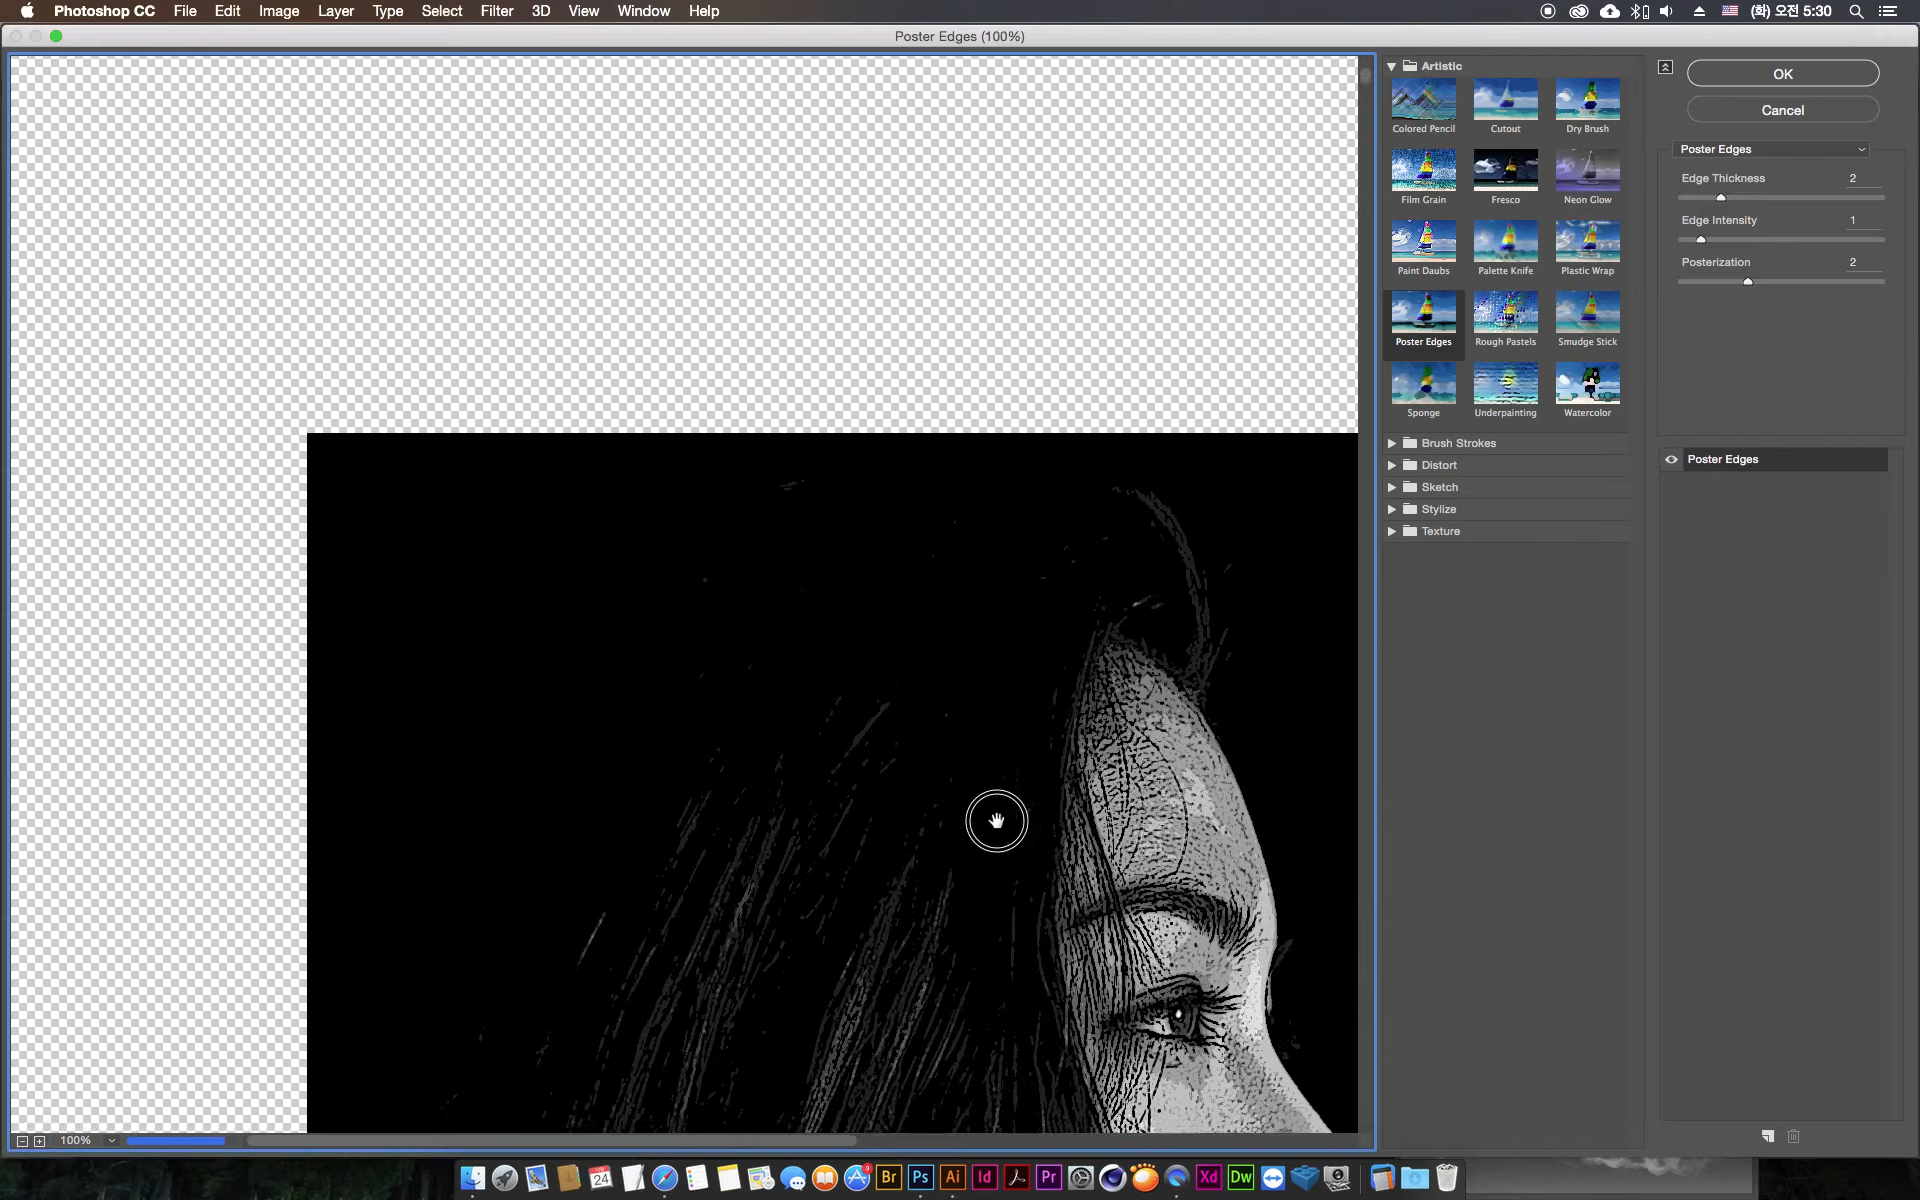 Photoshop CC File Edit Image Layer Type Select Filter 3D View Window Help (화) 오전 5:30
Poster Edges (100%)
Artistic
OK
Colored Pencil Cutout Dry Brush
Cancel
Film Grain Fresco Neon Glow
Paint Daubs Palette Knife Plastic Wrap
Poster Edges Rough Pastels Smudge Stick
Sponge Underpainting Watercolor
Brush Strokes
Distort
Sketch
Stylize
Texture
Poster Edges
Edge Thickness 2
Edge Intensity 1
Posterization 2
Poster Edges
100%
24 3 Br Ps Ai Id Pr Xd Dw